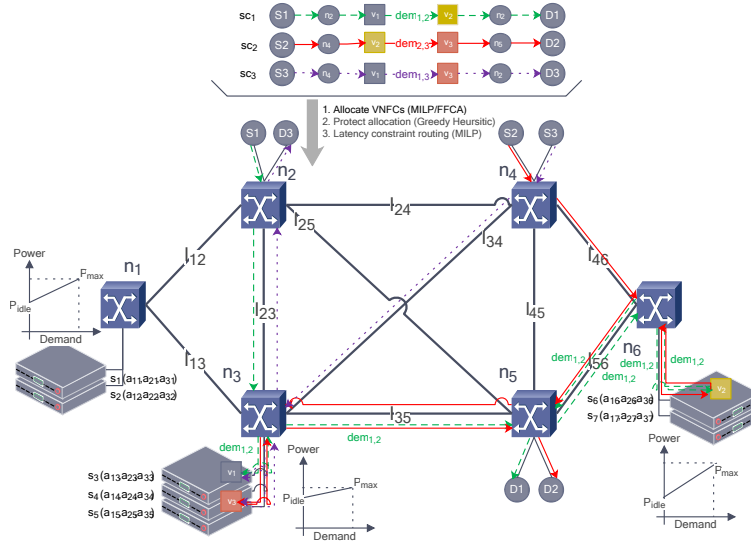 sc1 S1 n2 v1 dem1,2 v2 D1
sc2 S2 n4 v2 dem2,3 v3 n5 D2
sc3 S3 n4 v1 dem1,3 v3 n2 D3
1. Allocate VNFCs (MILP/FFCA)
2. Protect allocation (Greedy Heursitic)
3. Latency constraint routing (MILP)
S1 D3 S2 S3
n2 n4
l25 l24 l34
Power
Pmax
Pidle
Demand
n1
l12 l46
l23 l45
l13 l56 n6
n3 n5
dem1,2
dem1,2
dem1,2
dem1,2
l35
dem1,2
dem1,2
s1(a11a21a31)
s2(a12a22a32)
v2
s6(a16a26a36)
s7(a17a27a37)
s3(a13a23a33) v1
s4(a14a24a34) v3
s5(a15a25a35)
Power
Pmax
Pidle
Demand
D1 D2
Power
Pmax
Pidle
Demand